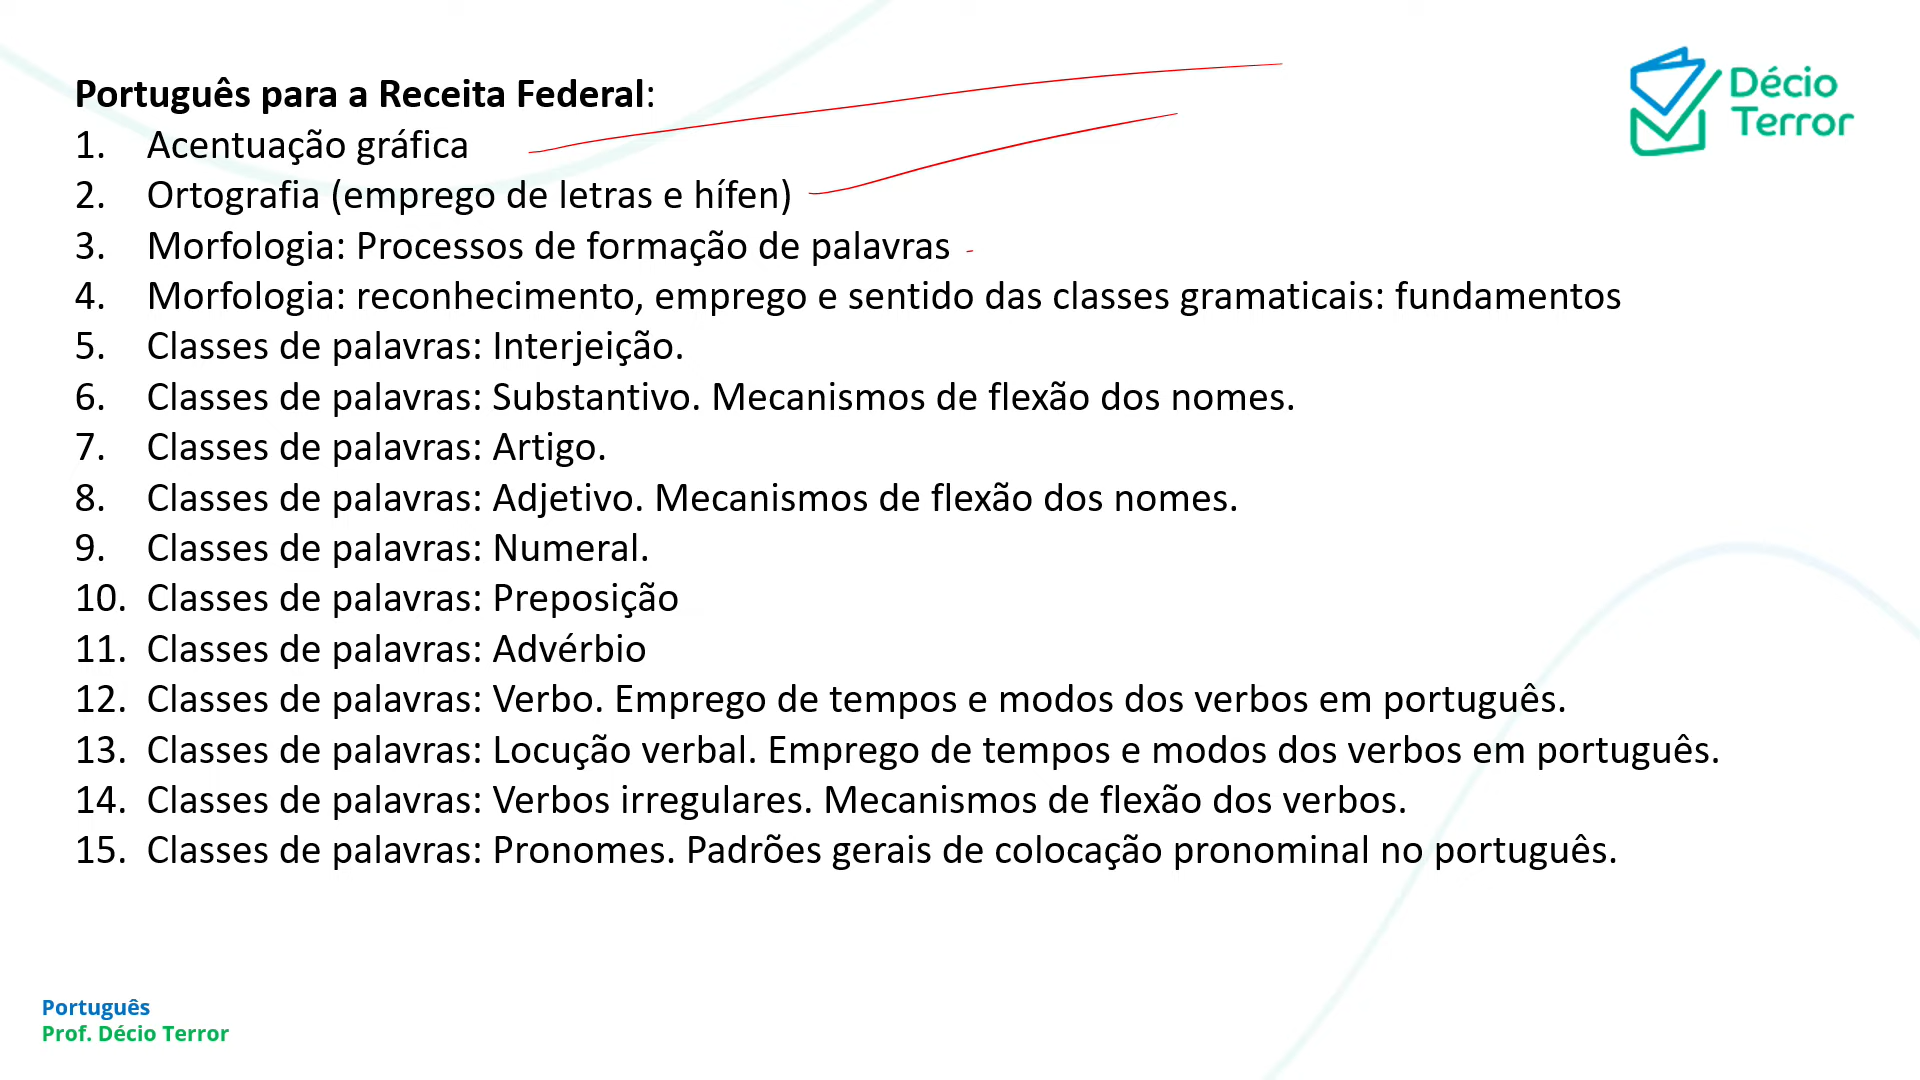 Português para a Receita Federal:
1. Acentuação gráfica
2. Ortografia (emprego de letras e hífen)
3. Morfologia: Processos de formação de palavras
4. Morfologia: reconhecimento, emprego e sentido das classes gramaticais: fundamentos
5. Classes de palavras: Interjeição.
6. Classes de palavras: Substantivo. Mecanismos de flexão dos nomes.
7. Classes de palavras: Artigo.
8. Classes de palavras: Adjetivo. Mecanismos de flexão dos nomes.
9. Classes de palavras: Numeral.
10. Classes de palavras: Preposição
11. Classes de palavras: Advérbio
12. Classes de palavras: Verbo. Emprego de tempos e modos dos verbos em português.
13. Classes de palavras: Locução verbal. Emprego de tempos e modos dos verbos em português.
14. Classes de palavras: Verbos irregulares. Mecanismos de flexão dos verbos.
15. Classes de palavras: Pronomes. Padrões gerais de colocação pronominal no português.
Décio
Terror
Português
Prof. Décio Terror